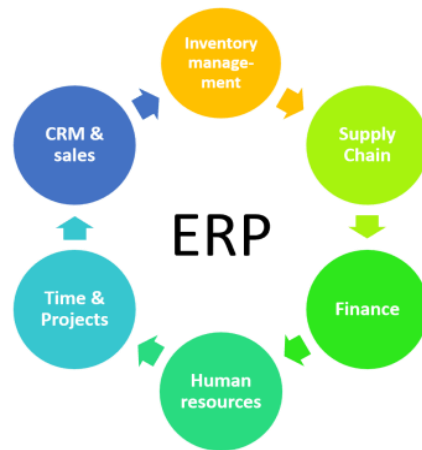 Inventory
manage-
ment
Supply
Chain
Finance
Human
resources
Time &
Projects
CRM &
sales
ERP